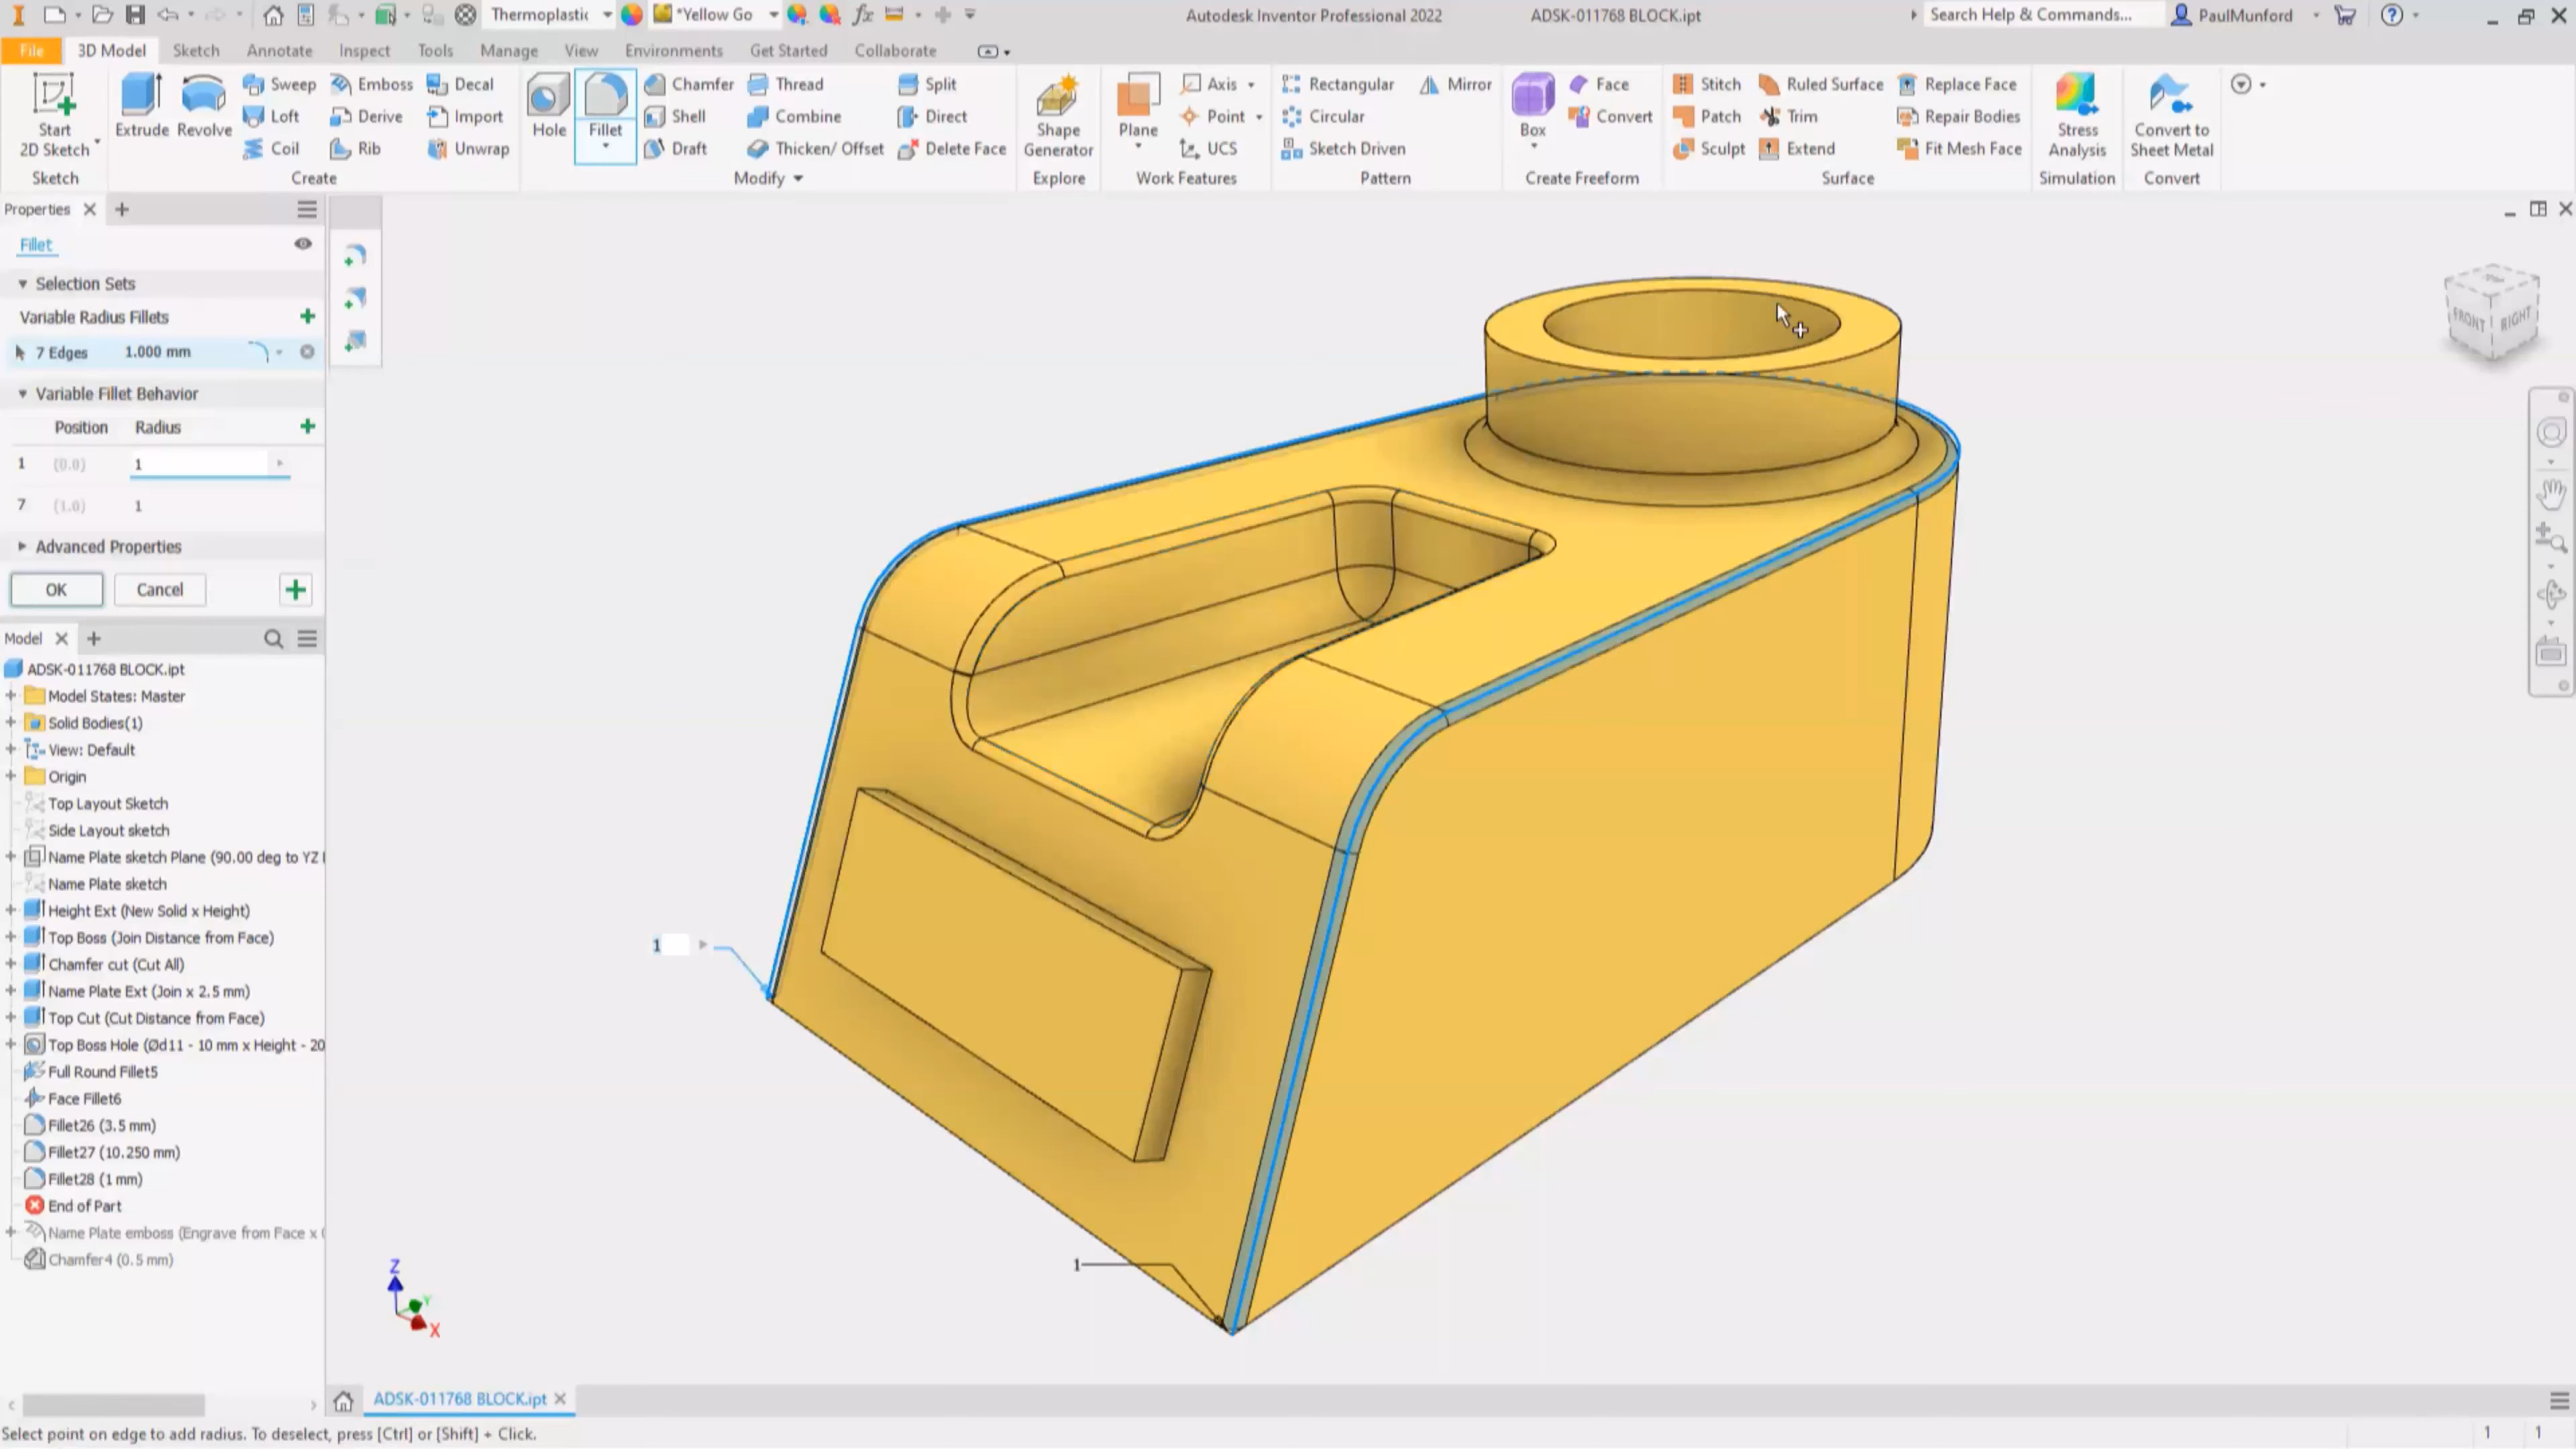 Thermoplastic
*Yellow Go
Autodesk Inventor Professional 2022
ADSK-011768 BLOCK.ipt
Search Help & Commands...
PaulMunford
File
3D Model
Sketch
Annotate
Inspect
Tools
Manage
View
Environments
Get Started
Collaborate
Start
2D Sketch
Sketch
Extrude
Revolve
Sweep
Loft
Coil
Emboss
Derive
Rib
Decal
Import
Unwrap
Create
Hole
Fillet
Chamfer
Shell
Draft
Thread
Combine
Thicken/ Offset
Split
Direct
Delete Face
Modify
Shape
Generator
Explore
Plane
Axis
Point
UCS
Work Features
Rectangular
Circular
Sketch Driven
Mirror
Pattern
Box
Face
Convert
Create Freeform
Stitch
Patch
Sculpt
Ruled Surface
Trim
Extend
Replace Face
Repair Bodies
Fit Mesh Face
Surface
Stress
Analysis
Simulation
Convert to
Sheet Metal
Convert
Properties
Fillet
Selection Sets
Variable Radius Fillets
7 Edges 1.000 mm
Variable Fillet Behavior
Position Radius
1 (0.0) 1
7 (1.0) 1
Advanced Properties
OK Cancel
Model
ADSK-011768 BLOCK.ipt
Model States: Master
Solid Bodies(1)
View: Default
Origin
Top Layout Sketch
Side Layout sketch
Name Plate sketch Plane (90.00 deg to YZ
Name Plate sketch
Height Ext (New Solid x Height)
Top Boss (Join Distance from Face)
Chamfer cut (Cut All)
Name Plate Ext (Join x 2.5 mm)
Top Cut (Cut Distance from Face)
Top Boss Hole (Ød11 - 10 mm x Height - 20
Full Round Fillet5
Face Fillet6
Fillet26 (3.5 mm)
Fillet27 (10.250 mm)
Fillet28 (1 mm)
End of Part
Name Plate emboss (Engrave from Face x
Chamfer4 (0.5 mm)
FRONT
RIGHT
1
1
Z
Y
X
ADSK-011768 BLOCK.ipt
Select point on edge to add radius. To deselect, press [Ctrl] or [Shift] + Click.
1 1